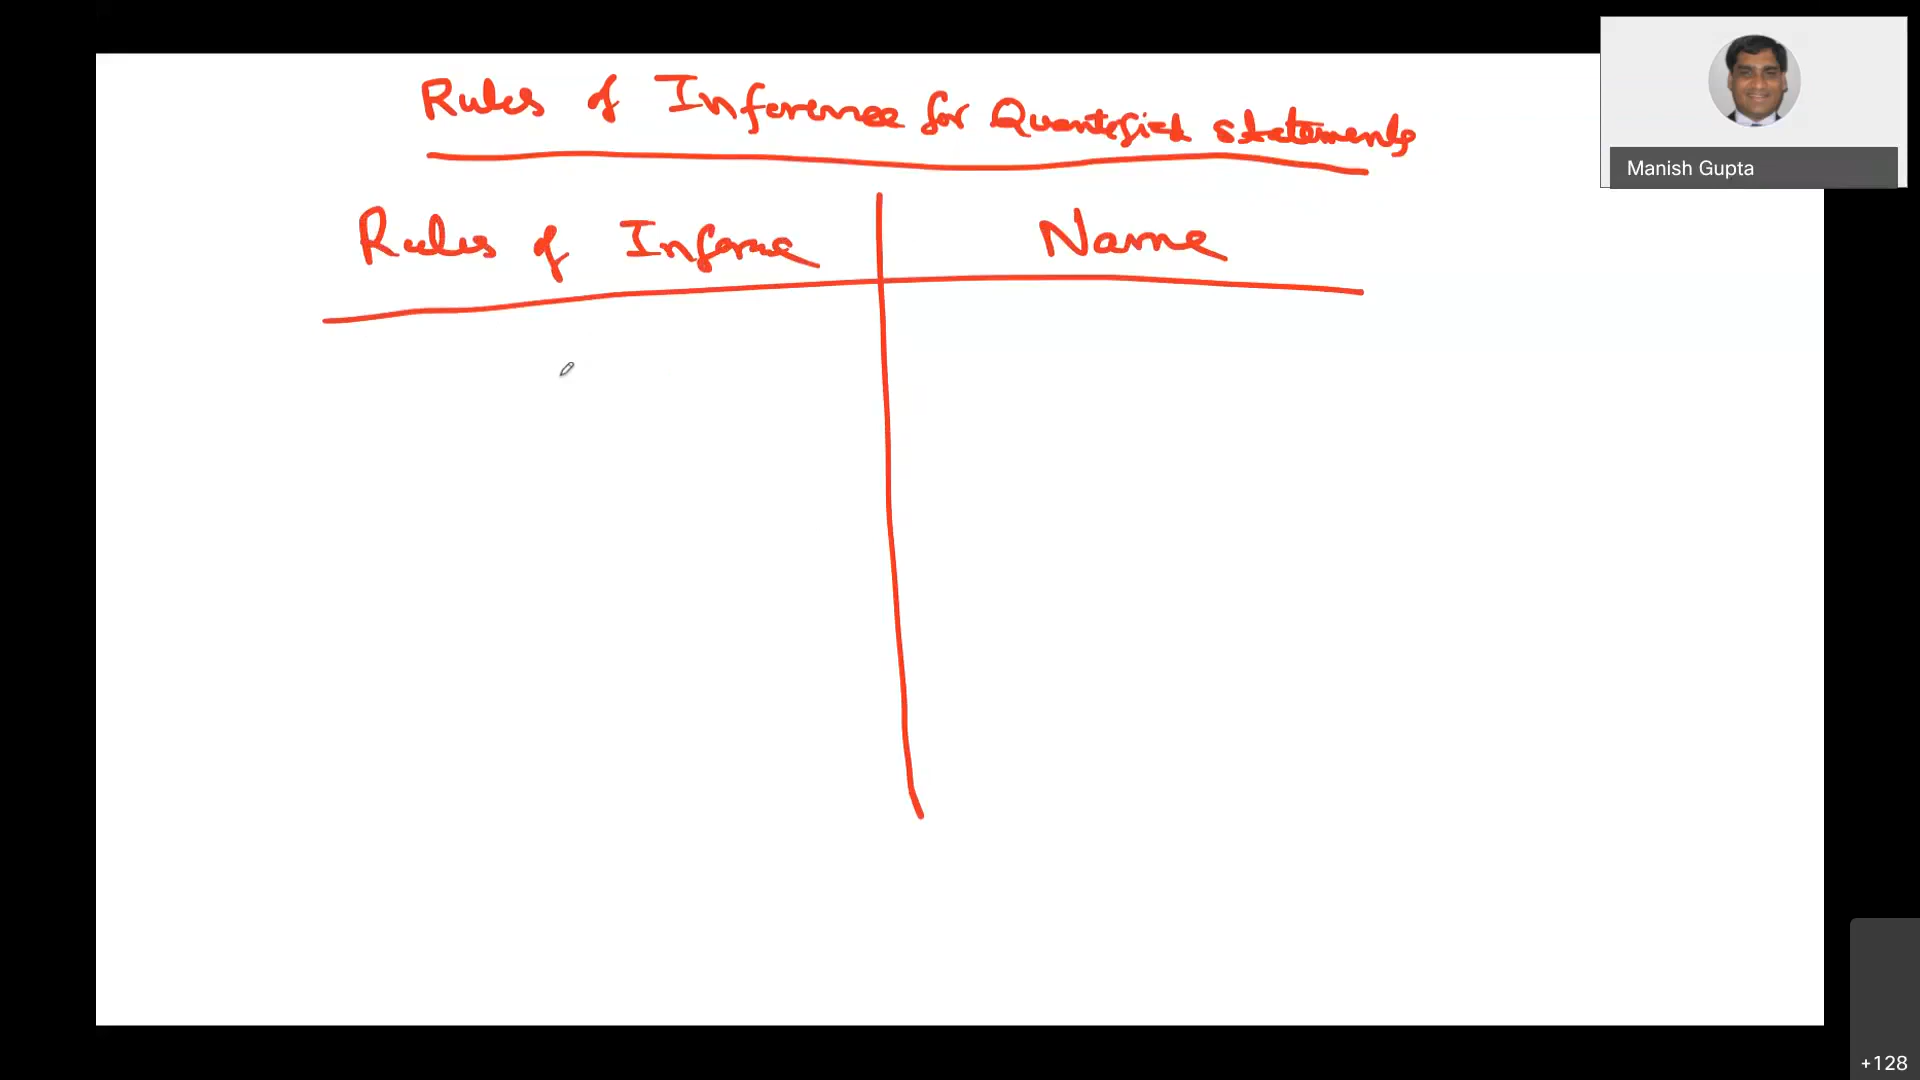 Rules of Inference for Quantified statements
Manish Gupta
Rules of Inference
Name
+128